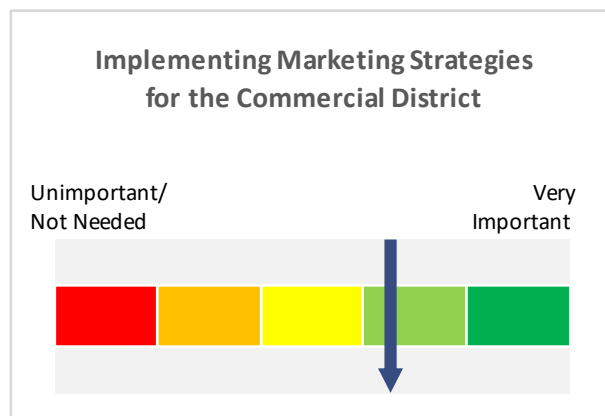 Implementing Marketing Strategies
for the Commercial District
Unimportant/
Not Needed
Very
Important